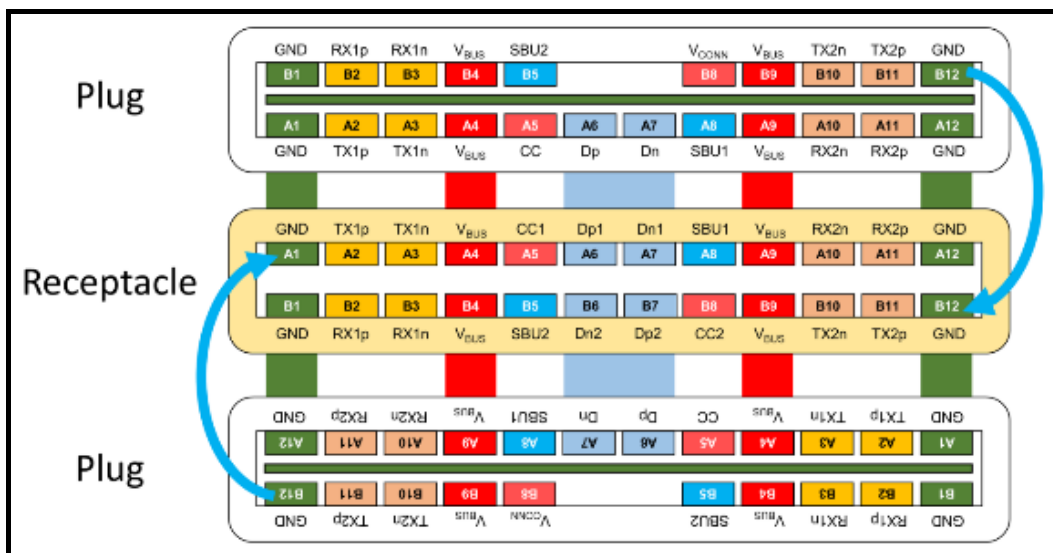 GND RX1p RX1n VBUS SBU2 VCONN VBUS TX2n TX2p GND
B1 B2 B3 B4 B5 B8 B9 B10 B11 B12
Plug
A1 A2 A3 A4 A5 A6 A7 A8 A9 A10 A11 A12
GND TX1p TX1n VBUS CC Dp Dn SBU1 VBUS RX2n RX2p GND
GND TX1p TX1n VBUS CC1 Dp1 Dn1 SBU1 VBUS RX2n RX2p GND
A1 A2 A3 A4 A5 A6 A7 A8 A9 A10 A11 A12
Receptacle
B1 B2 B3 B4 B5 B6 B7 B8 B9 B10 B11 B12
GND RX1p RX1n VBUS SBU2 Dn2 Dp2 CC2 VBUS TX2n TX2p GND
GND RX2p RX2n VBUS SBU1 Dn Dp CC VBUS TX1n TX1p GND
A12 A11 A10 A9 A8 A7 A6 A5 A4 A3 A2 A1
Plug
B12 B11 B10 B9 B8 B5 B4 B3 B2 B1
GND TX2p TX2n VBUS VCONN SBU2 VBUS RX1n RX1p GND